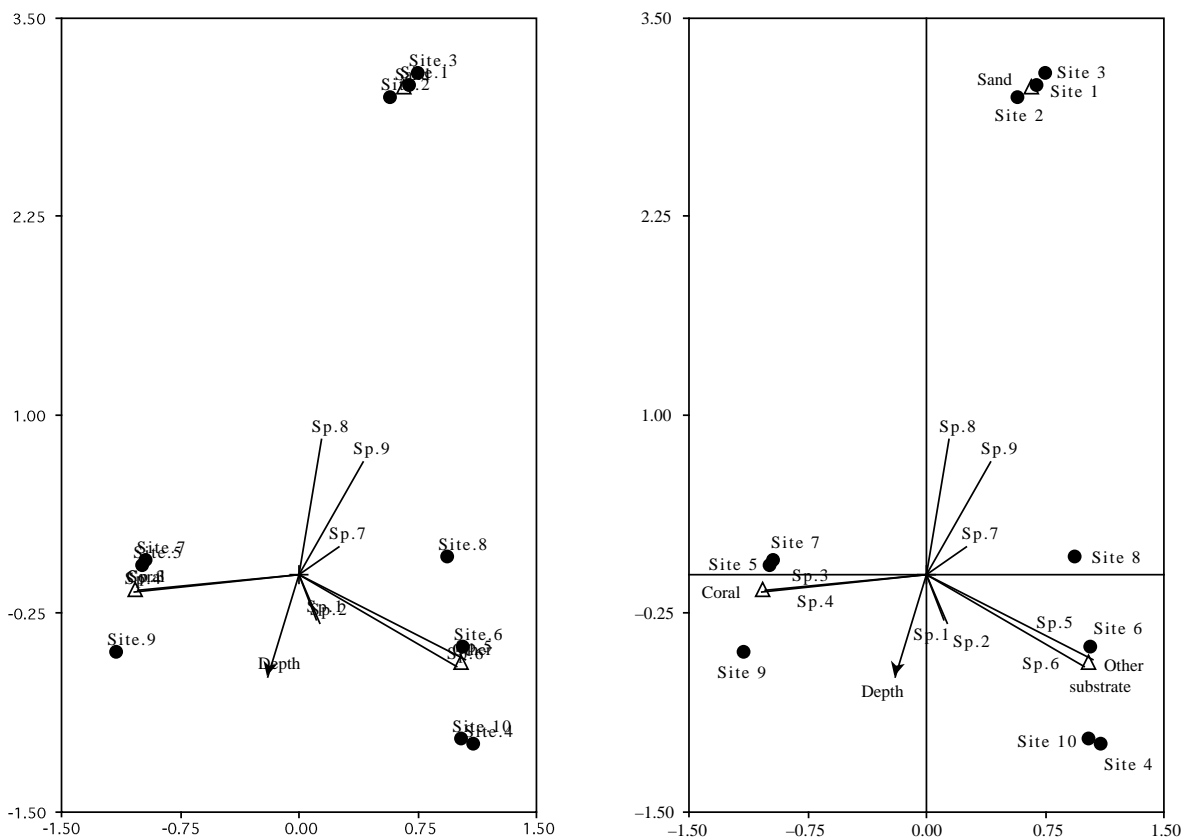 3.50
Site.3
Site.1
Site.2
2.25
1.00
Sp.8
Sp.9
Sp.7
Site.8
Site.7
Site.5
-0.25
Sp.2
Site.9
Site.6
Depth
Site.10
Site.4
-1.50
-1.50 -0.75 0.00 0.75 1.50
3.50
Site 3
Sand
Site 1
Site 2
2.25
1.00
Sp.8
Sp.9
Sp.7
Site 7
Site 8
Site 5
Sp.3
Coral
Sp.4
-0.25
Sp.5
Site 6
Sp.1
Sp.2
Sp.6
Other
substrate
Site 9
Depth
Site 10
Site 4
–1.50
–1.50 –0.75 0.00 0.75 1.50